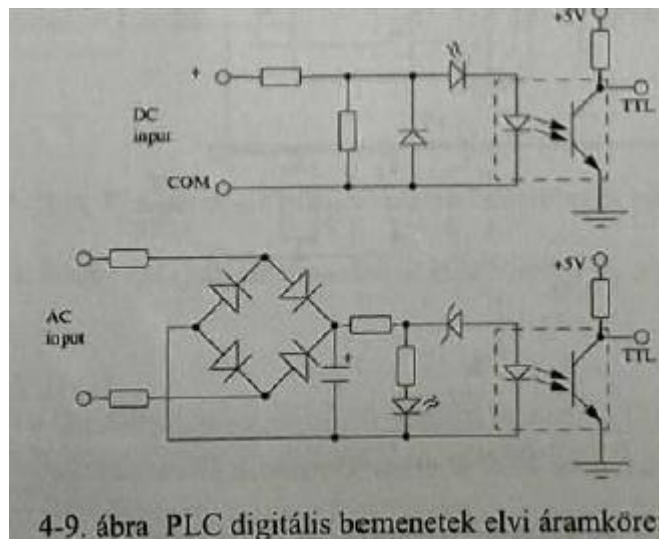 +5V
+
DC
input
TTL
COM
+5V
AC
input
TTL
+
4-9. ábra PLC digitális bemenetek elvi áramköre